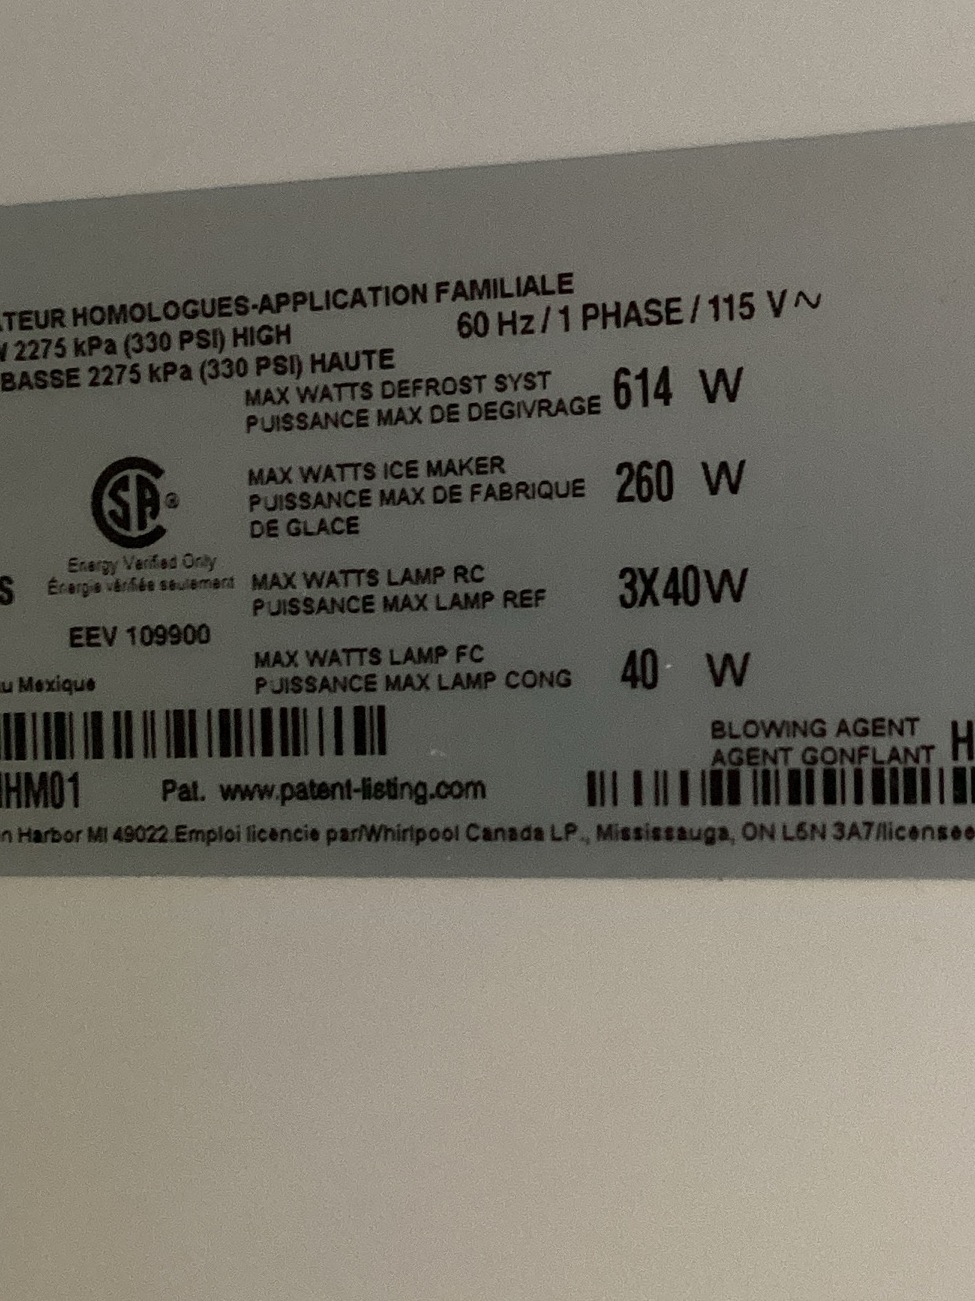 TEUR HOMOLOGUES-APPLICATION FAMILIALE
2275 kPa (330 PSI) HIGH
60 Hz / 1 PHASE / 115 V ~
BASSE 2275 kPa (330 PSI) HAUTE
MAX WATTS DEFROST SYST
PUISSANCE MAX DE DEGIVRAGE
614 W
MAX WATTS ICE MAKER
PUISSANCE MAX DE FABRIQUE
DE GLACE
260 W
SA®
Energy Verified Only
Énergie vérifiée seulement
S
EEV 109900
MAX WATTS LAMP RC
PUISSANCE MAX LAMP REF
3X40W
MAX WATTS LAMP FC
PUISSANCE MAX LAMP CONG
40 W
u Mexique
BLOWING AGENT
AGENT GONFLANT
H
HM01
Pat. www.patent-listing.com
n Harbor MI 49022.Emploi licencie par/Whirlpool Canada LP., Mississauga, ON L5N 3A7/licensee